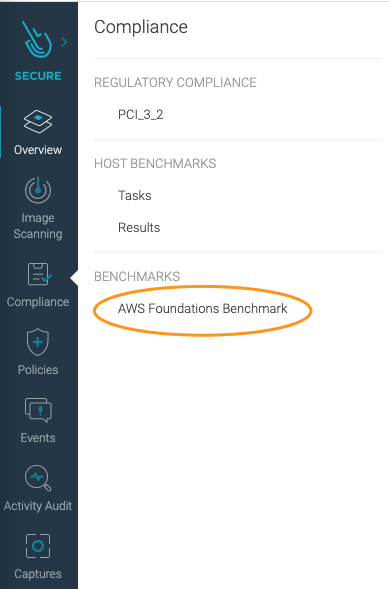 SECURE
Overview
Image
Scanning
Compliance
Policies
Events
Activity Audit
Captures
Compliance
REGULATORY COMPLIANCE
PCI_3_2
HOST BENCHMARKS
Tasks
Results
BENCHMARKS
AWS Foundations Benchmark